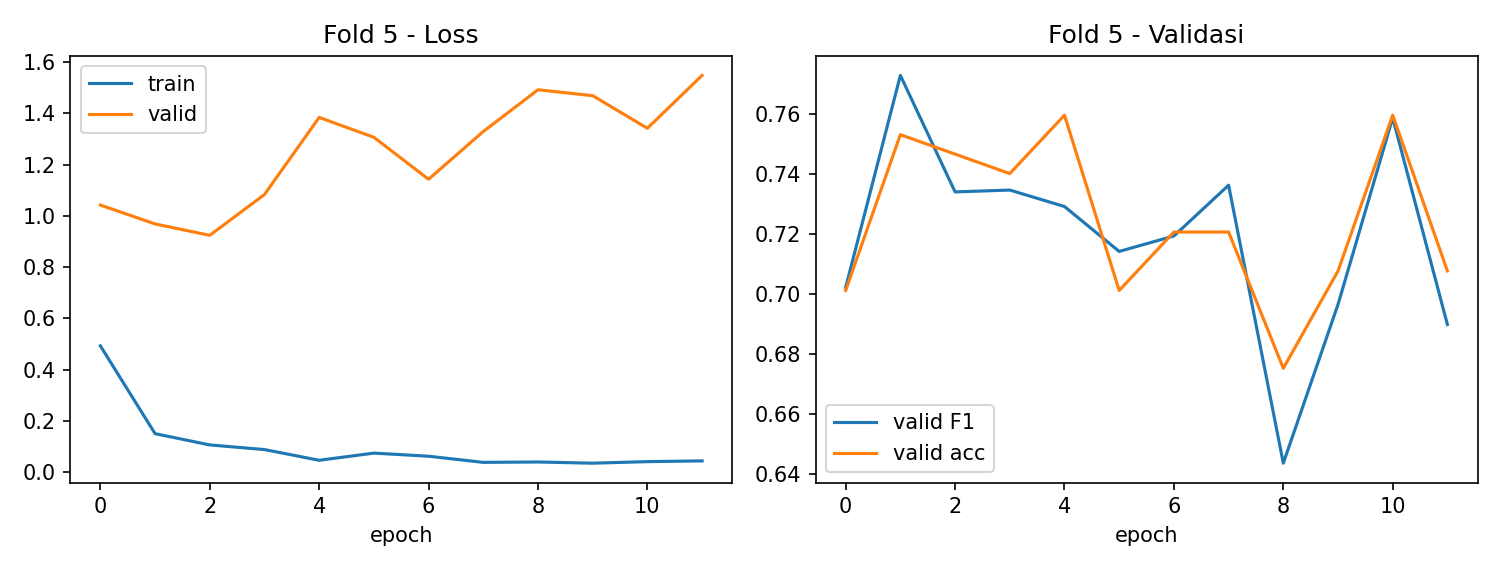 Fold 5 - Loss
train
valid
1.6
1.4
1.2
1.0
0.8
0.6
0.4
0.2
0.0
0 2 4 6 8 10
epoch
Fold 5 - Validasi
0.76
0.74
0.72
0.70
0.68
0.66
0.64
valid F1
valid acc
0 2 4 6 8 10
epoch